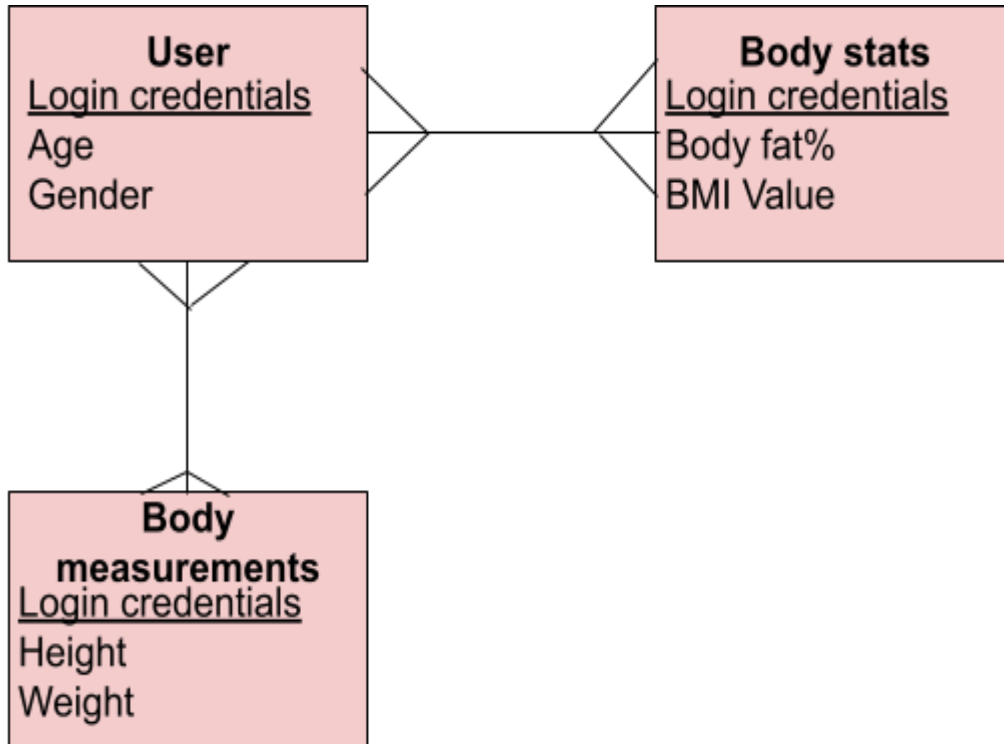 User
Login credentials
Age
Gender
Body stats
Login credentials
Body fat%
BMI Value
Body
measurements
Login credentials
Height
Weight